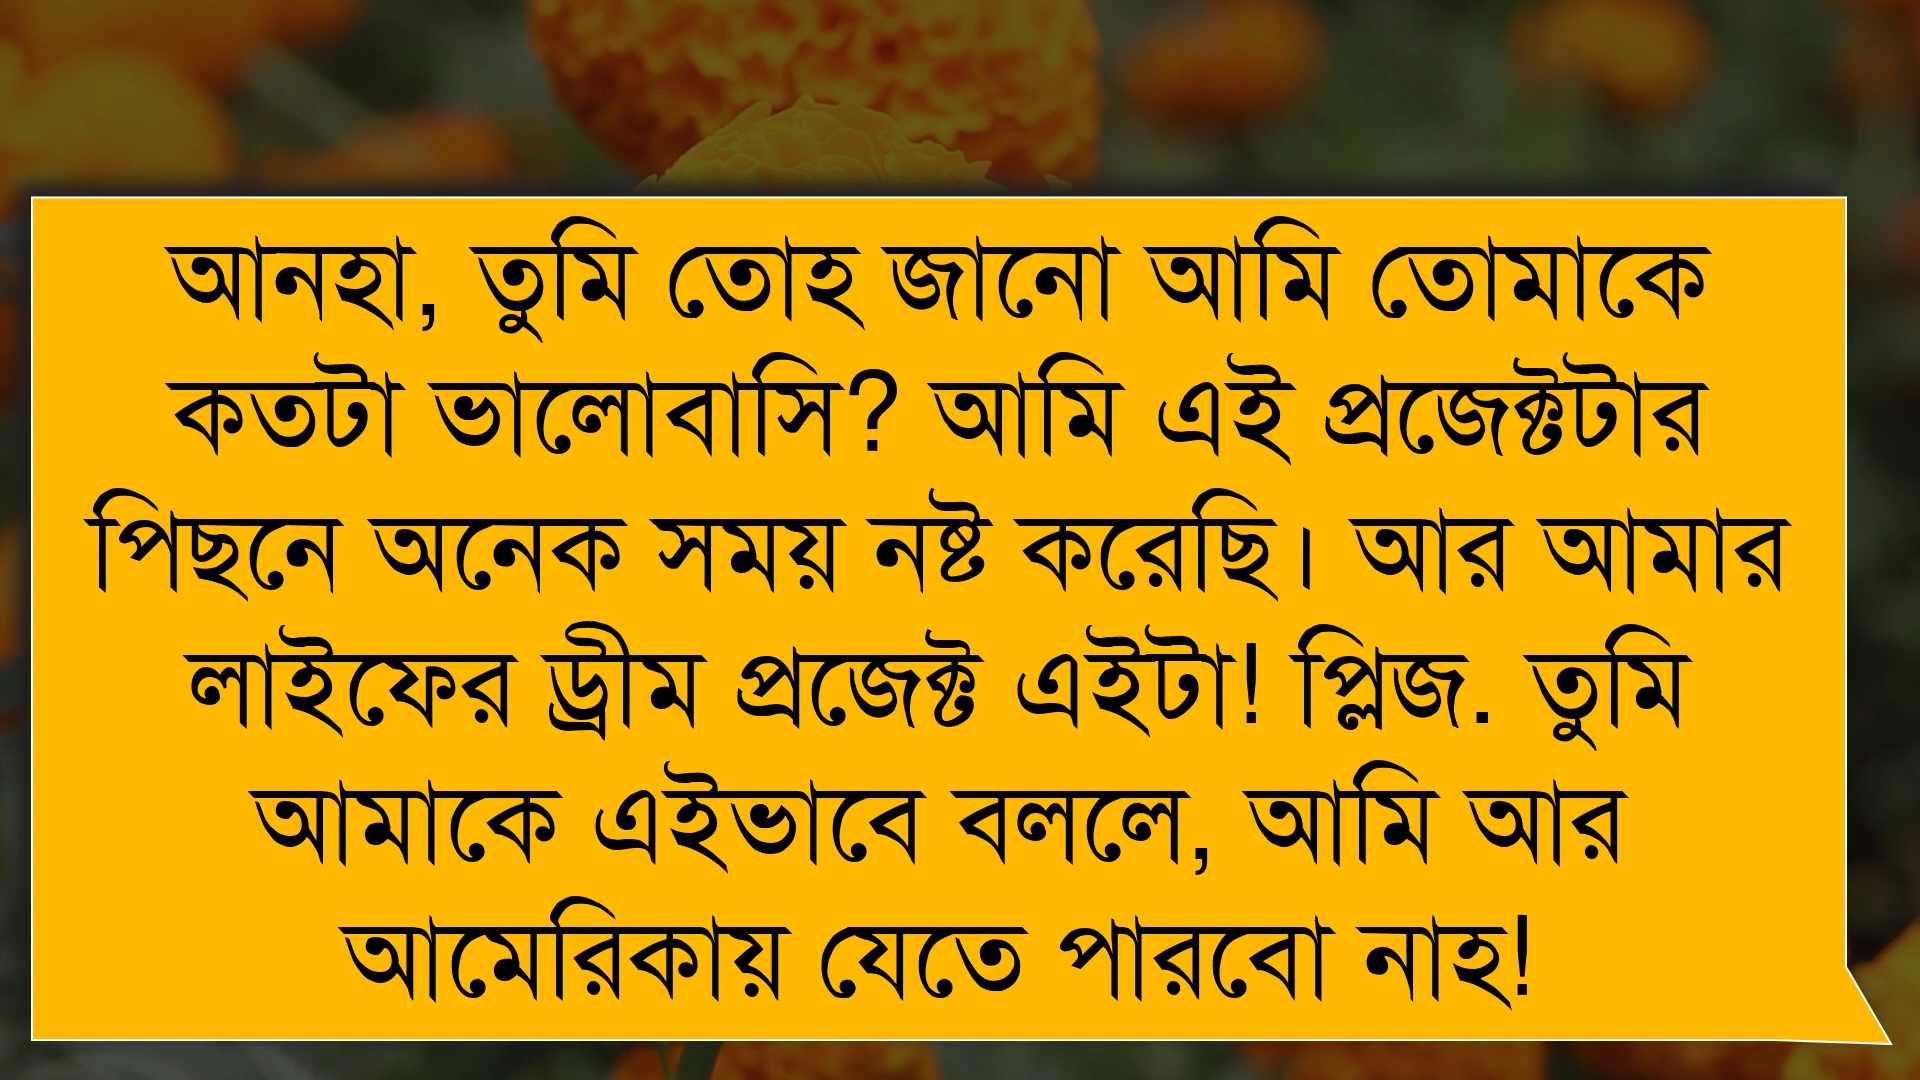 আনহা, তুমি তোহ জানো আমি তোমাকে
কতটা ভালোবাসি? আমি এই প্রজেক্টটার
পিছনে অনেক সময় নষ্ট করেছি। আর আমার
লাইফের ড্রীম প্রজেক্ট এইটা! প্লিজ. তুমি
আমাকে এইভাবে বললে, আমি আর
আমেরিকায় যেতে পারবো নাহ!